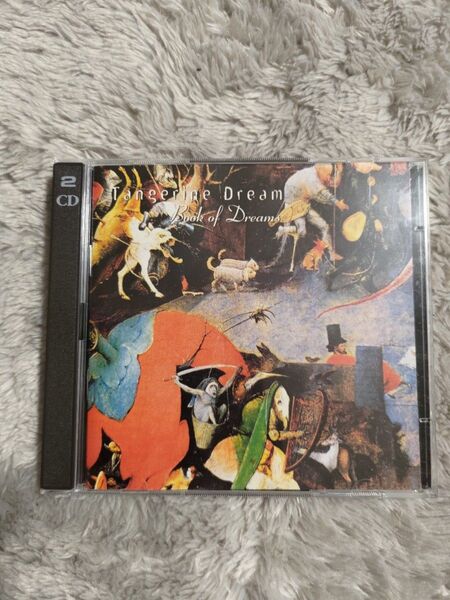 2
CD
Tangerine Dream
Book of Dreams